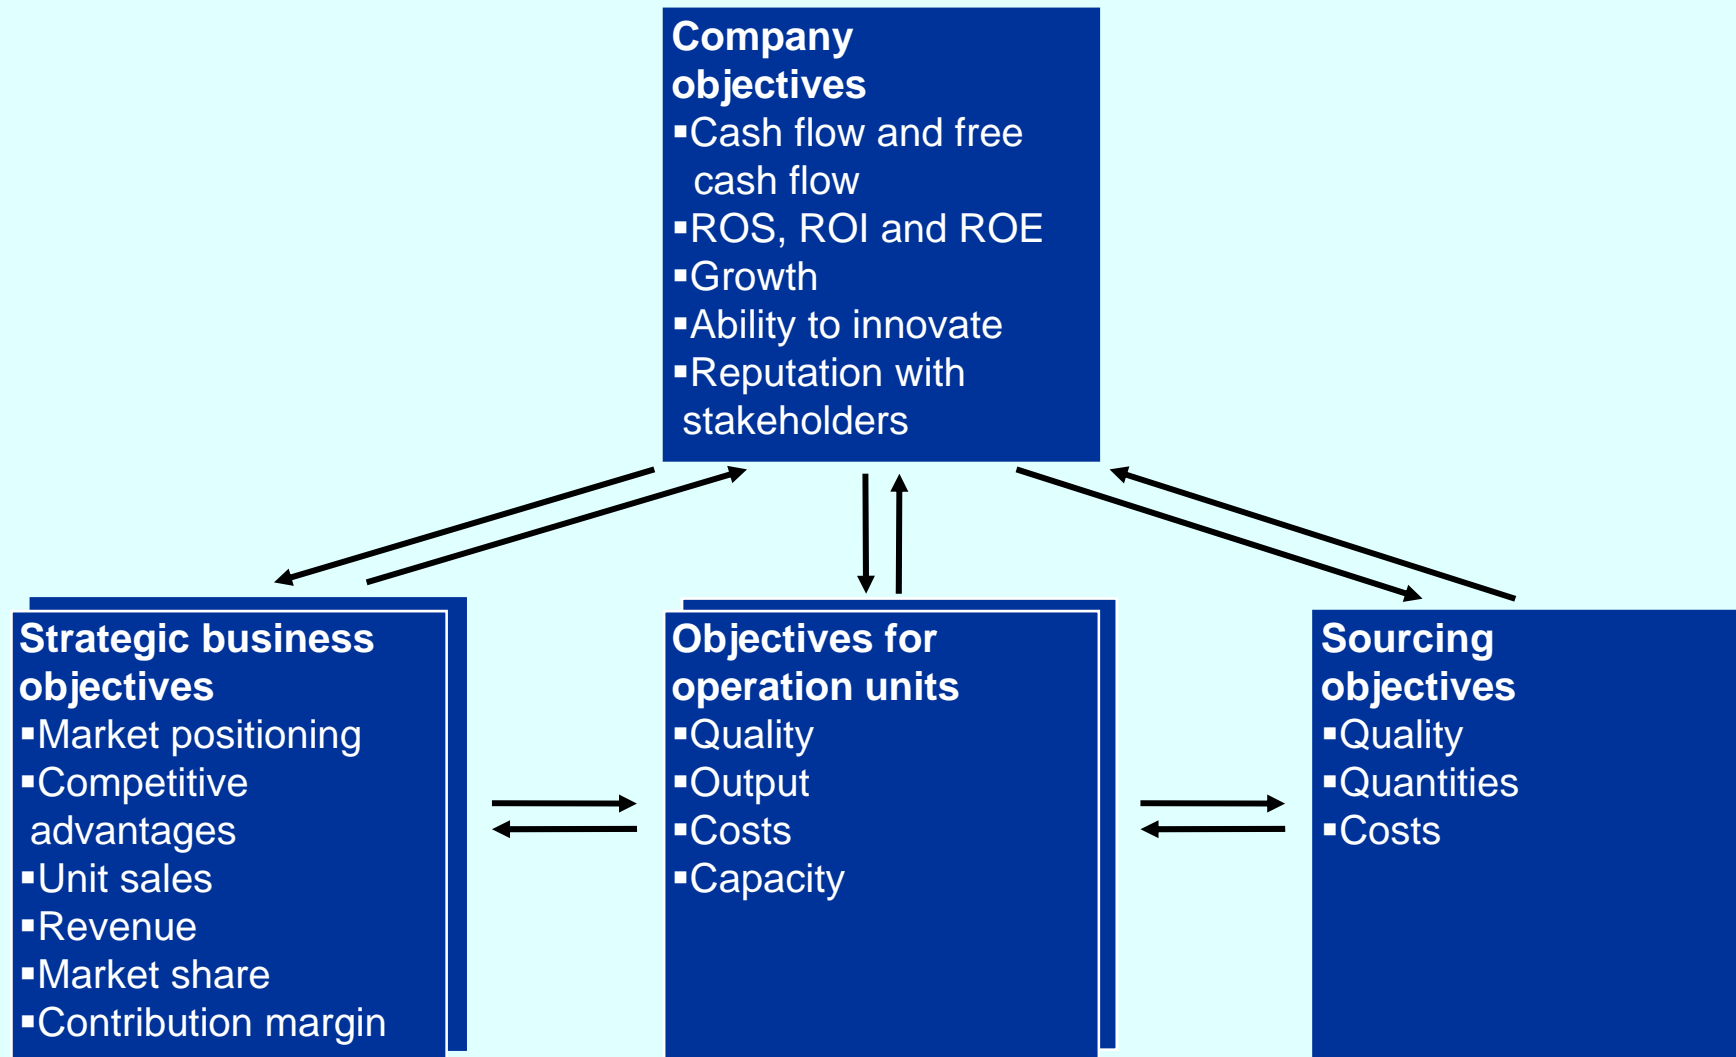 Company
objectives
▪Cash flow and free
cash flow
▪ROS, ROI and ROE
▪Growth
▪Ability to innovate
▪Reputation with
stakeholders
Strategic business
objectives
▪Market positioning
▪Competitive
advantages
▪Unit sales
▪Revenue
▪Market share
▪Contribution margin
Objectives for
operation units
▪Quality
▪Output
▪Costs
▪Capacity
Sourcing
objectives
▪Quality
▪Quantities
▪Costs